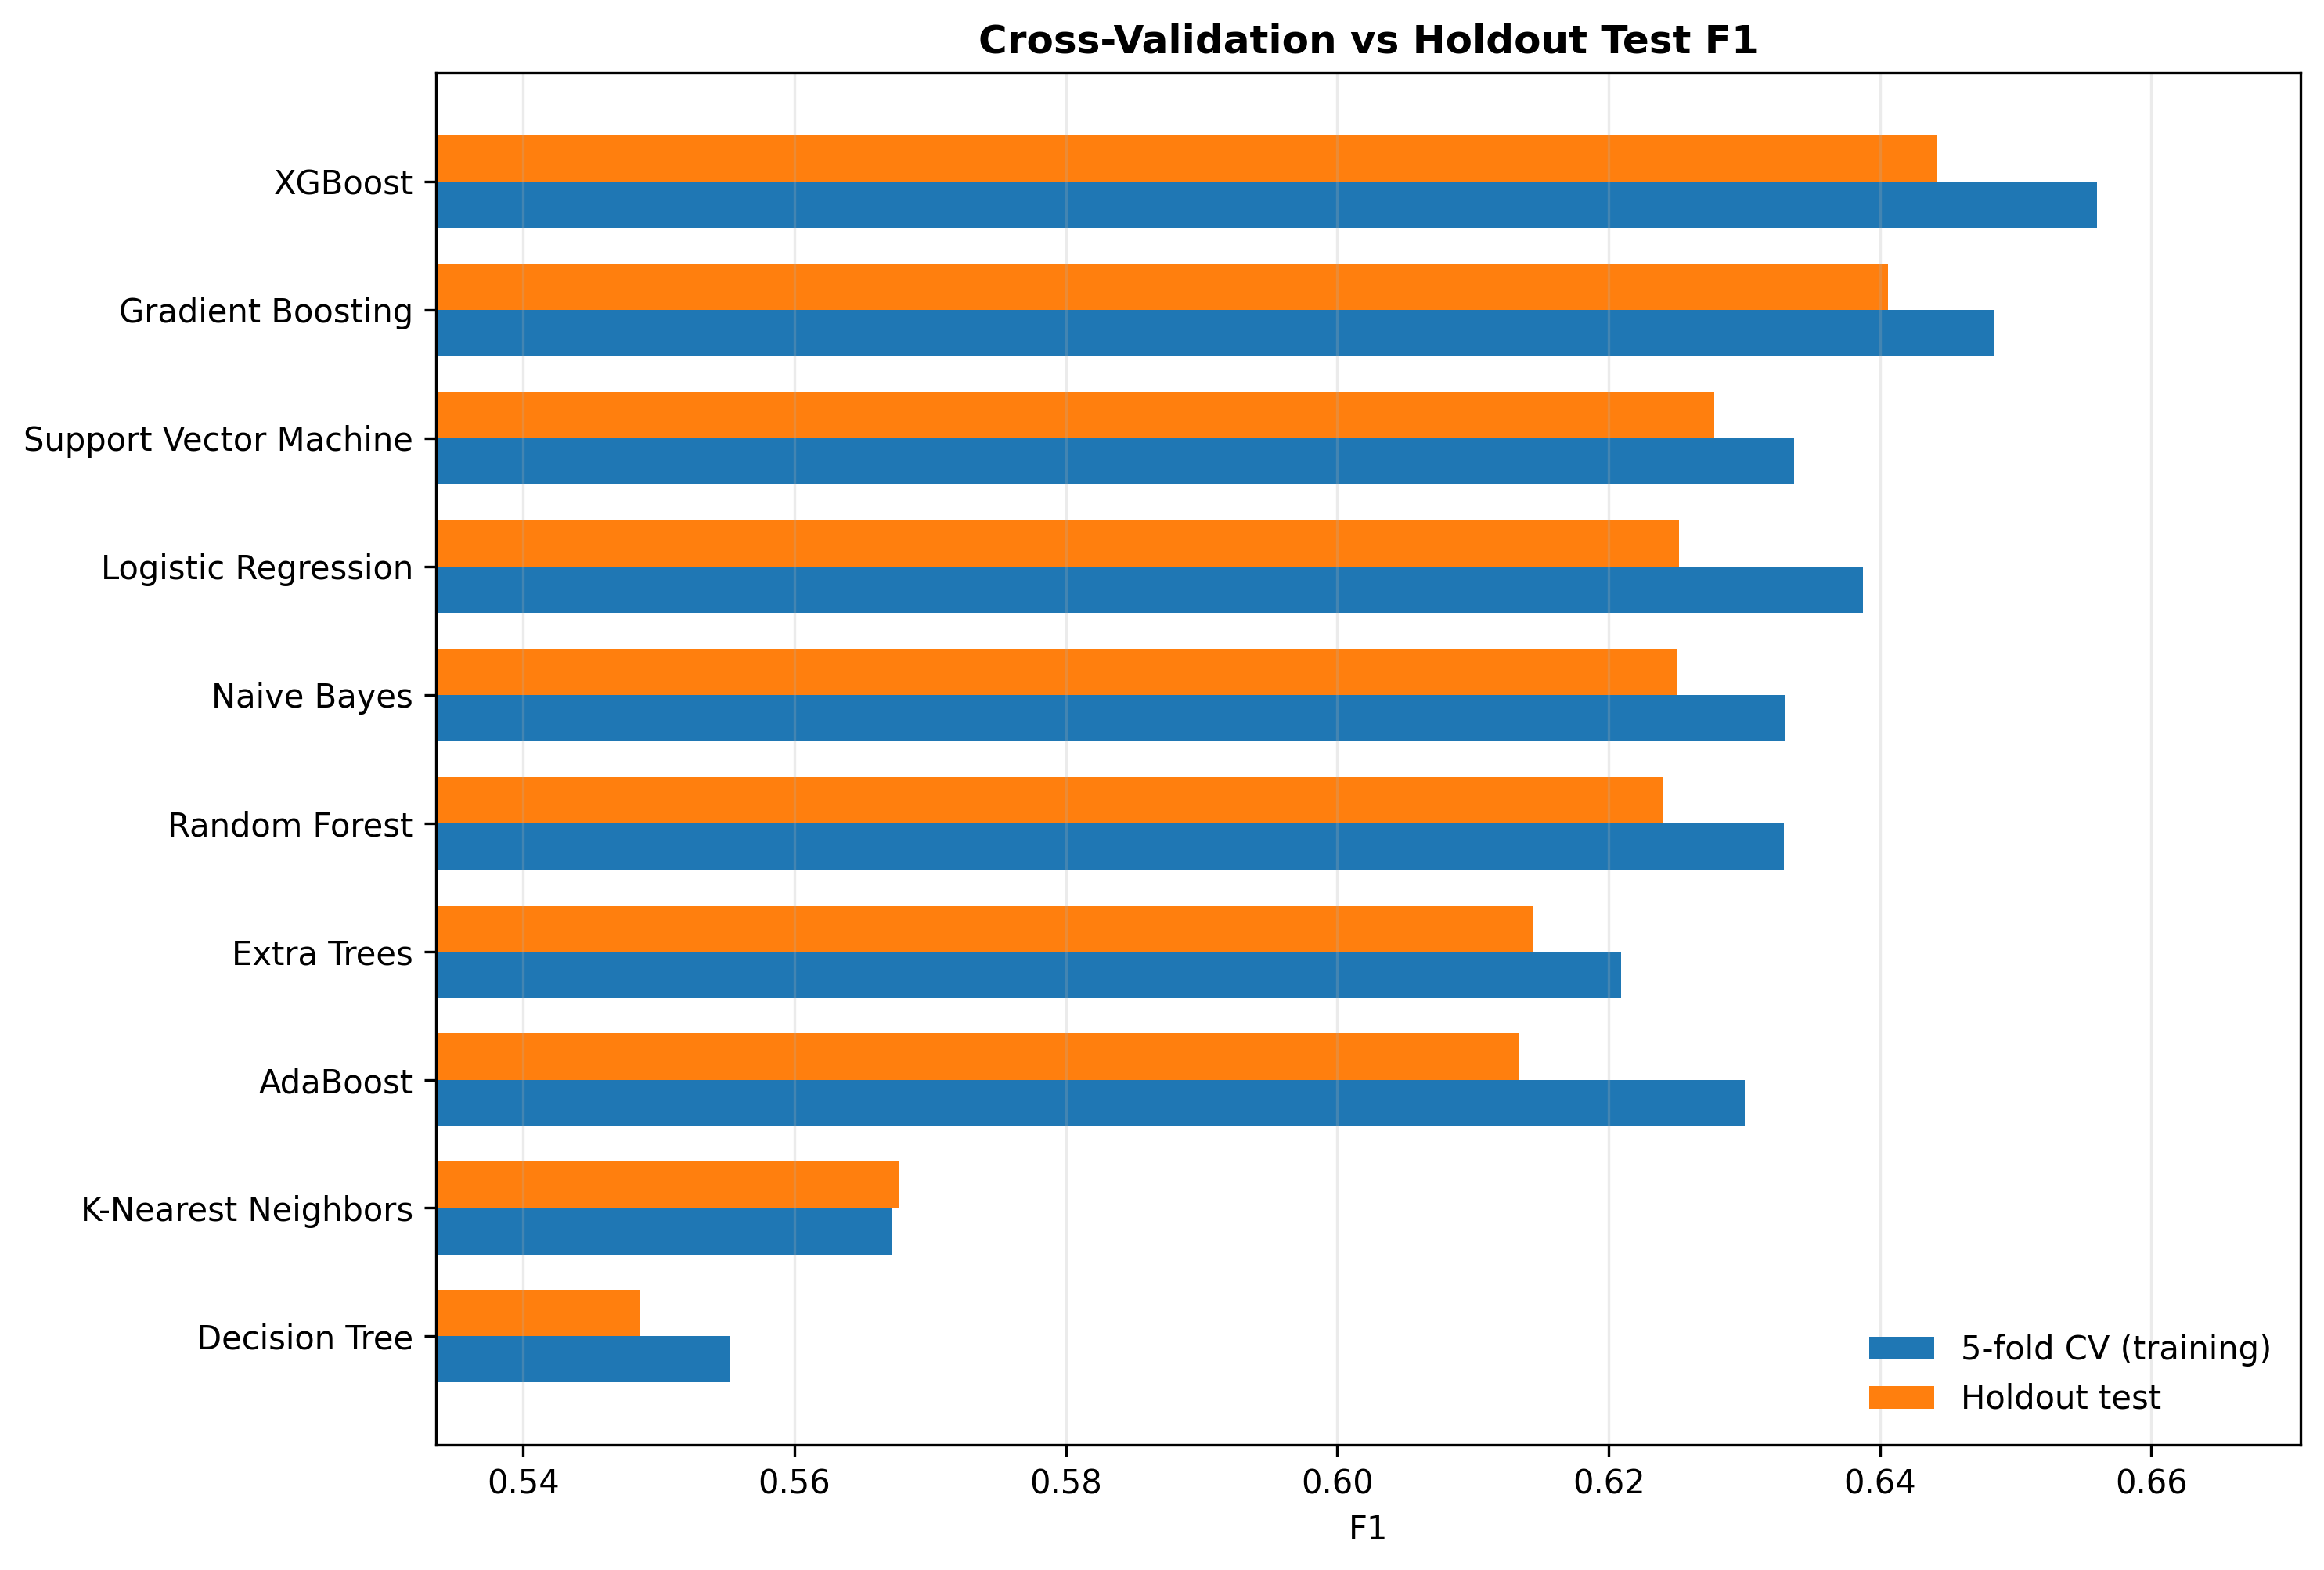 Cross-Validation vs Holdout Test F1
XGBoost
Gradient Boosting
Support Vector Machine
Logistic Regression
Naive Bayes
Random Forest
Extra Trees
AdaBoost
K-Nearest Neighbors
Decision Tree
5-fold CV (training)
Holdout test
0.54 0.56 0.58 0.60 0.62 0.64 0.66
F1